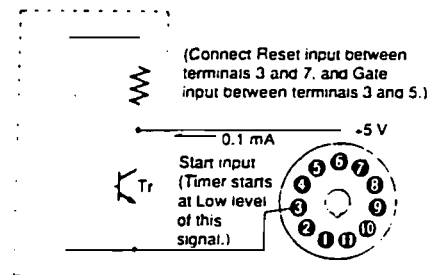 (Connect Reset input between
terminals 3 and 7, and Gate
input between terminals 3 and 5.)
+5 V
0.1 mA
Start input
(Timer starts
at Low level
of this
signal.)
Tr
5 6 7
4 8
3 9
2 10
1 11